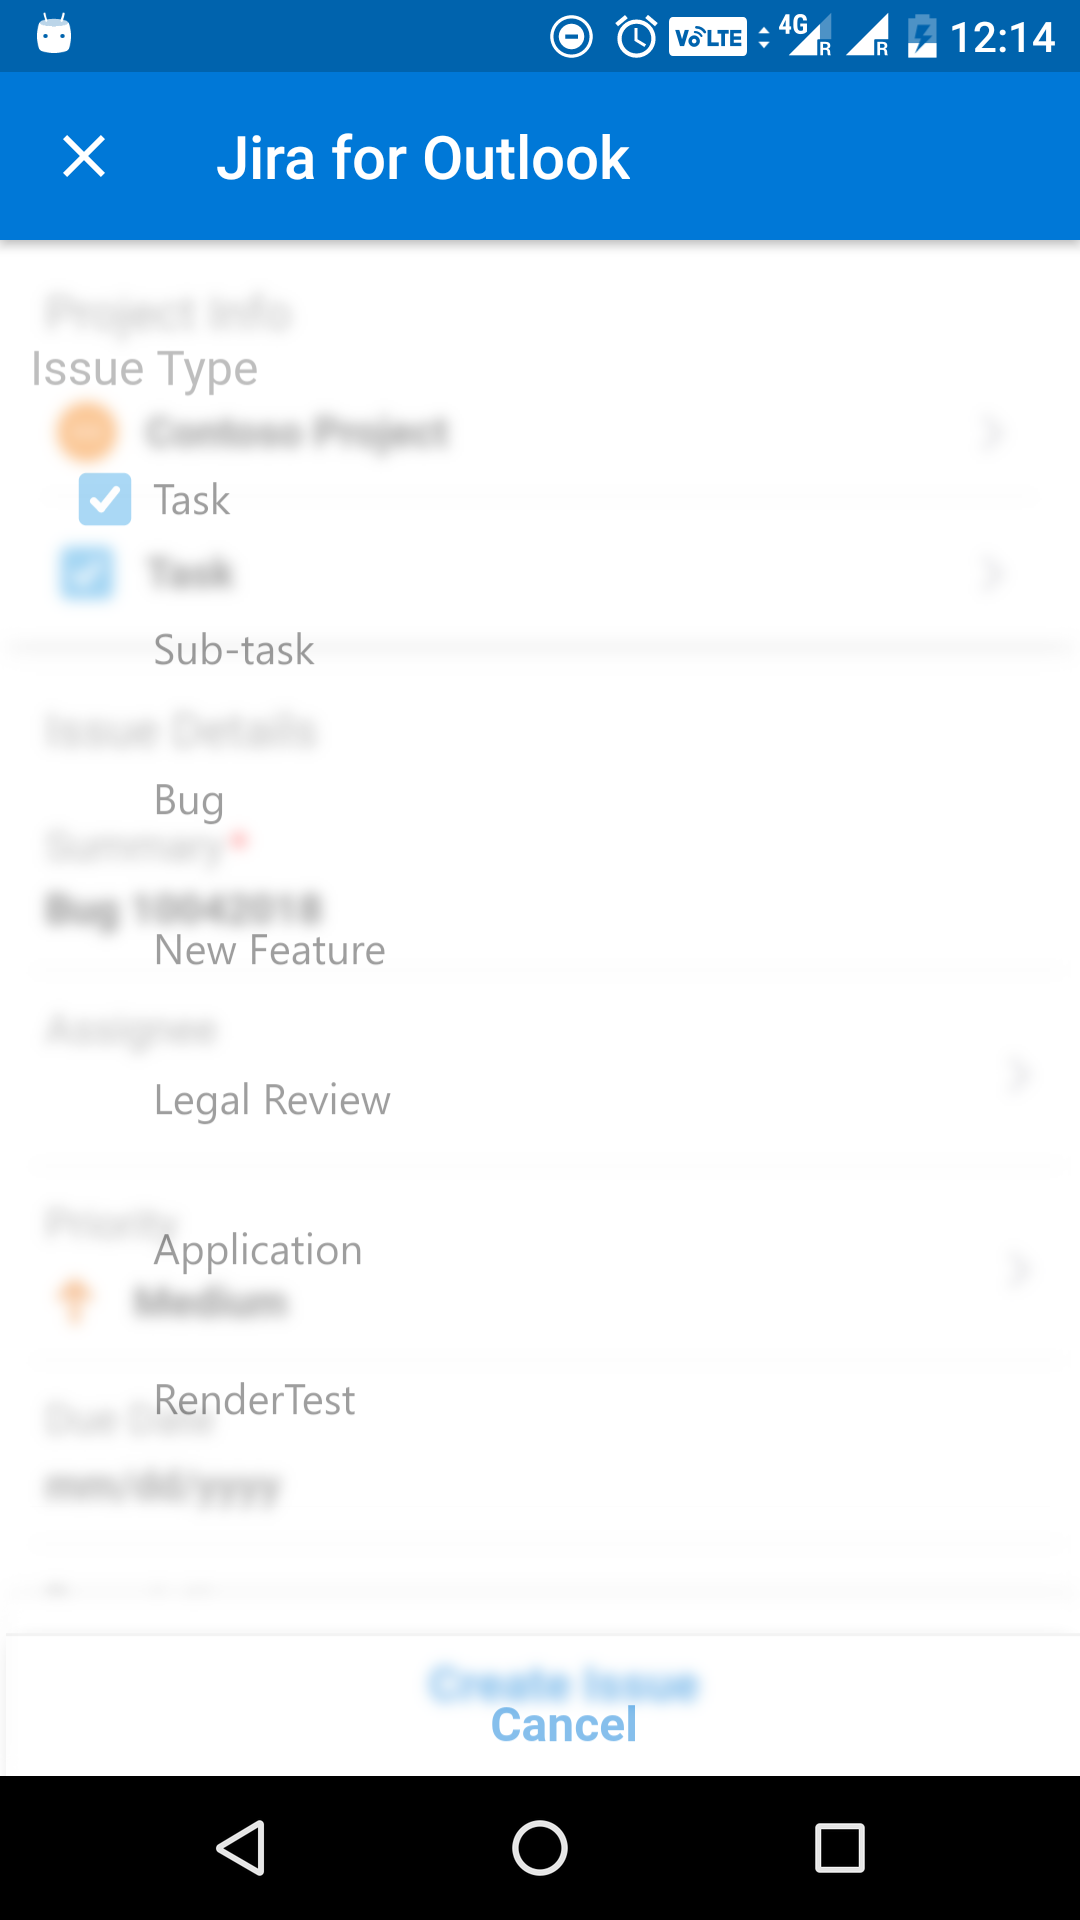 VoLTE 4G R R 12:14
Jira for Outlook
Project Info
Issue Type
Contoso Project
Task
Task
Sub-task
Issue Details
Bug
Summary*
Bug 10042018
New Feature
Assignee
Legal Review
Priority
Application
Medium
RenderTest
Due Date
mm/dd/yyyy
Create Issue
Cancel